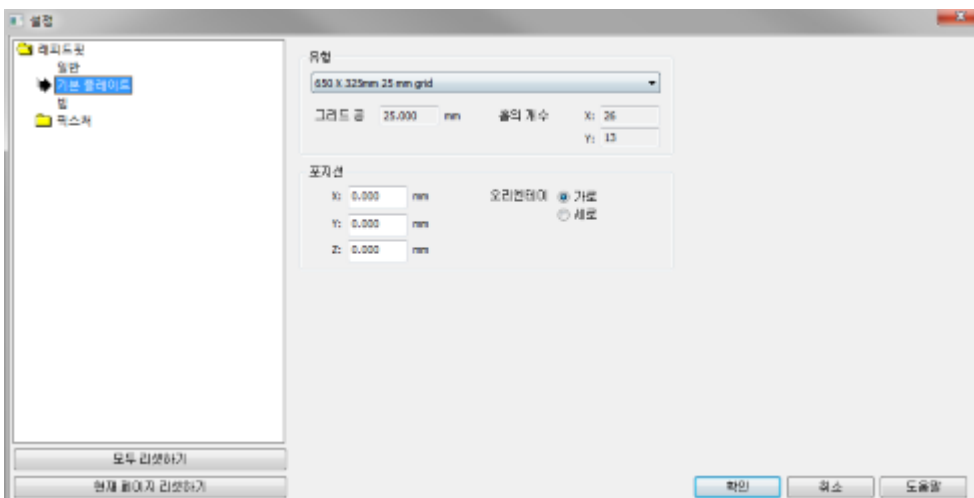 설정
래피드핏
일반
기본 플레이트
빔
픽스쳐
모두 리셋하기
현재 페이지 리셋하기
유형
650 X 325mm 25 mm grid
그리드 공 25.000 mm 홀의 개수 X: 26
Y: 13
포지션
X: 0.000 mm 오리엔테이 가로
Y: 0.000 mm 세로
Z: 0.000 mm
확인 취소 도움말